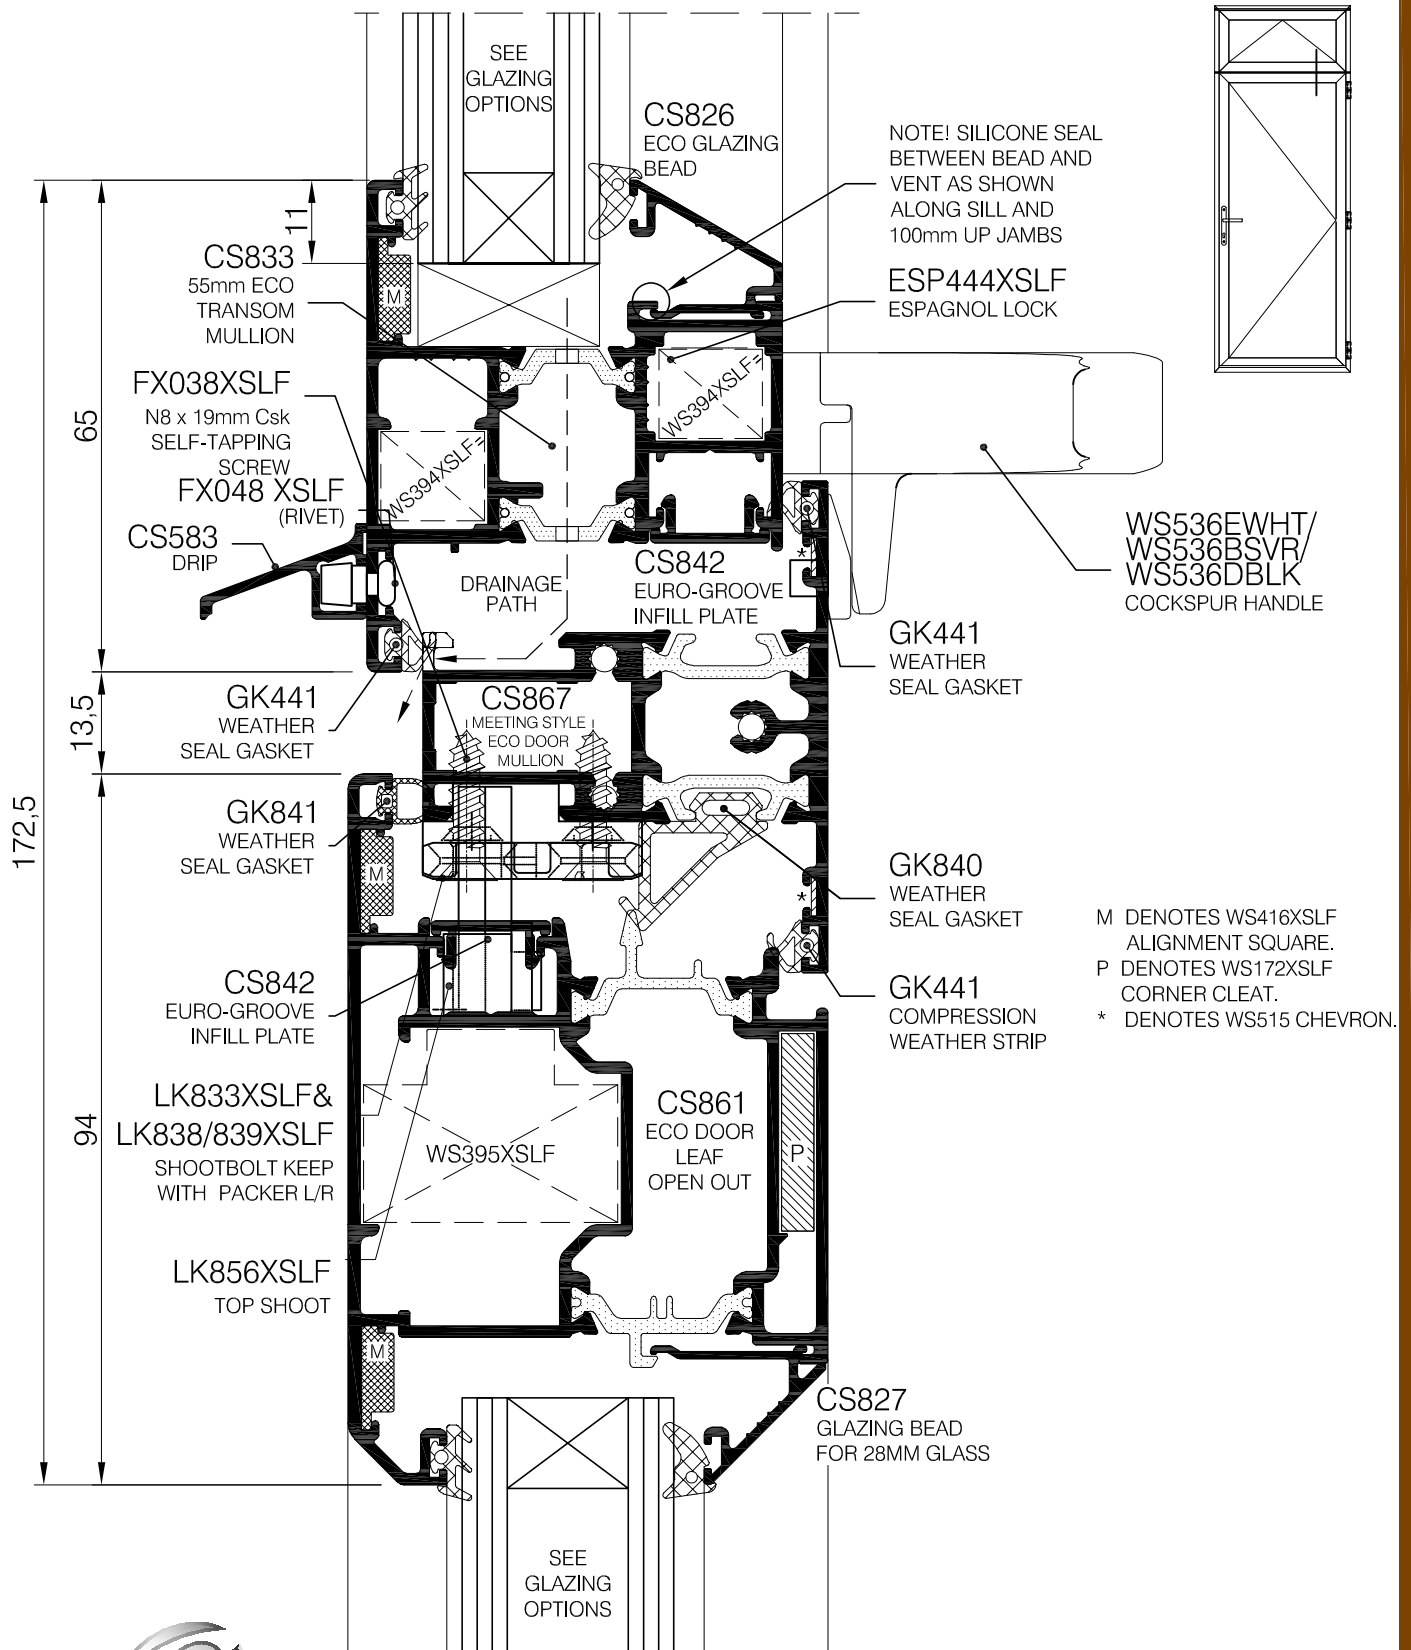 SEE
GLAZING
OPTIONS
CS826
ECO GLAZING
BEAD
NOTE! SILICONE SEAL
BETWEEN BEAD AND
VENT AS SHOWN
ALONG SILL AND
100mm UP JAMBS
11
CS833
55mm ECO
TRANSOM
MULLION
M
ESP444XSLF
ESPAGNOL LOCK
FX038XSLF
N8 x 19mm Csk
SELF-TAPPING
SCREW
WS394XSLF=
WS394XSLF=
65
FX048 XSLF
(RIVET)
CS583
DRIP
WS536EWHT/
WS536BSVR/
WS536DBLK
COCKSPUR HANDLE
DRAINAGE
PATH
CS842
EURO-GROOVE
INFILL PLATE
*
GK441
WEATHER
SEAL GASKET
GK441
WEATHER
SEAL GASKET
13,5
CS867
MEETING STYLE
ECO DOOR
MULLION
172,5
GK841
WEATHER
SEAL GASKET
M
GK840
WEATHER
SEAL GASKET
*
M DENOTES WS416XSLF
ALIGNMENT SQUARE.
P DENOTES WS172XSLF
CORNER CLEAT.
* DENOTES WS515 CHEVRON.
CS842
EURO-GROOVE
INFILL PLATE
GK441
COMPRESSION
WEATHER STRIP
94
LK833XSLF&
LK838/839XSLF
SHOOTBOLT KEEP
WITH PACKER L/R
WS395XSLF
CS861
ECO DOOR
LEAF
OPEN OUT
P
LK856XSLF
TOP SHOOT
M
CS827
GLAZING BEAD
FOR 28MM GLASS
SEE
GLAZING
OPTIONS